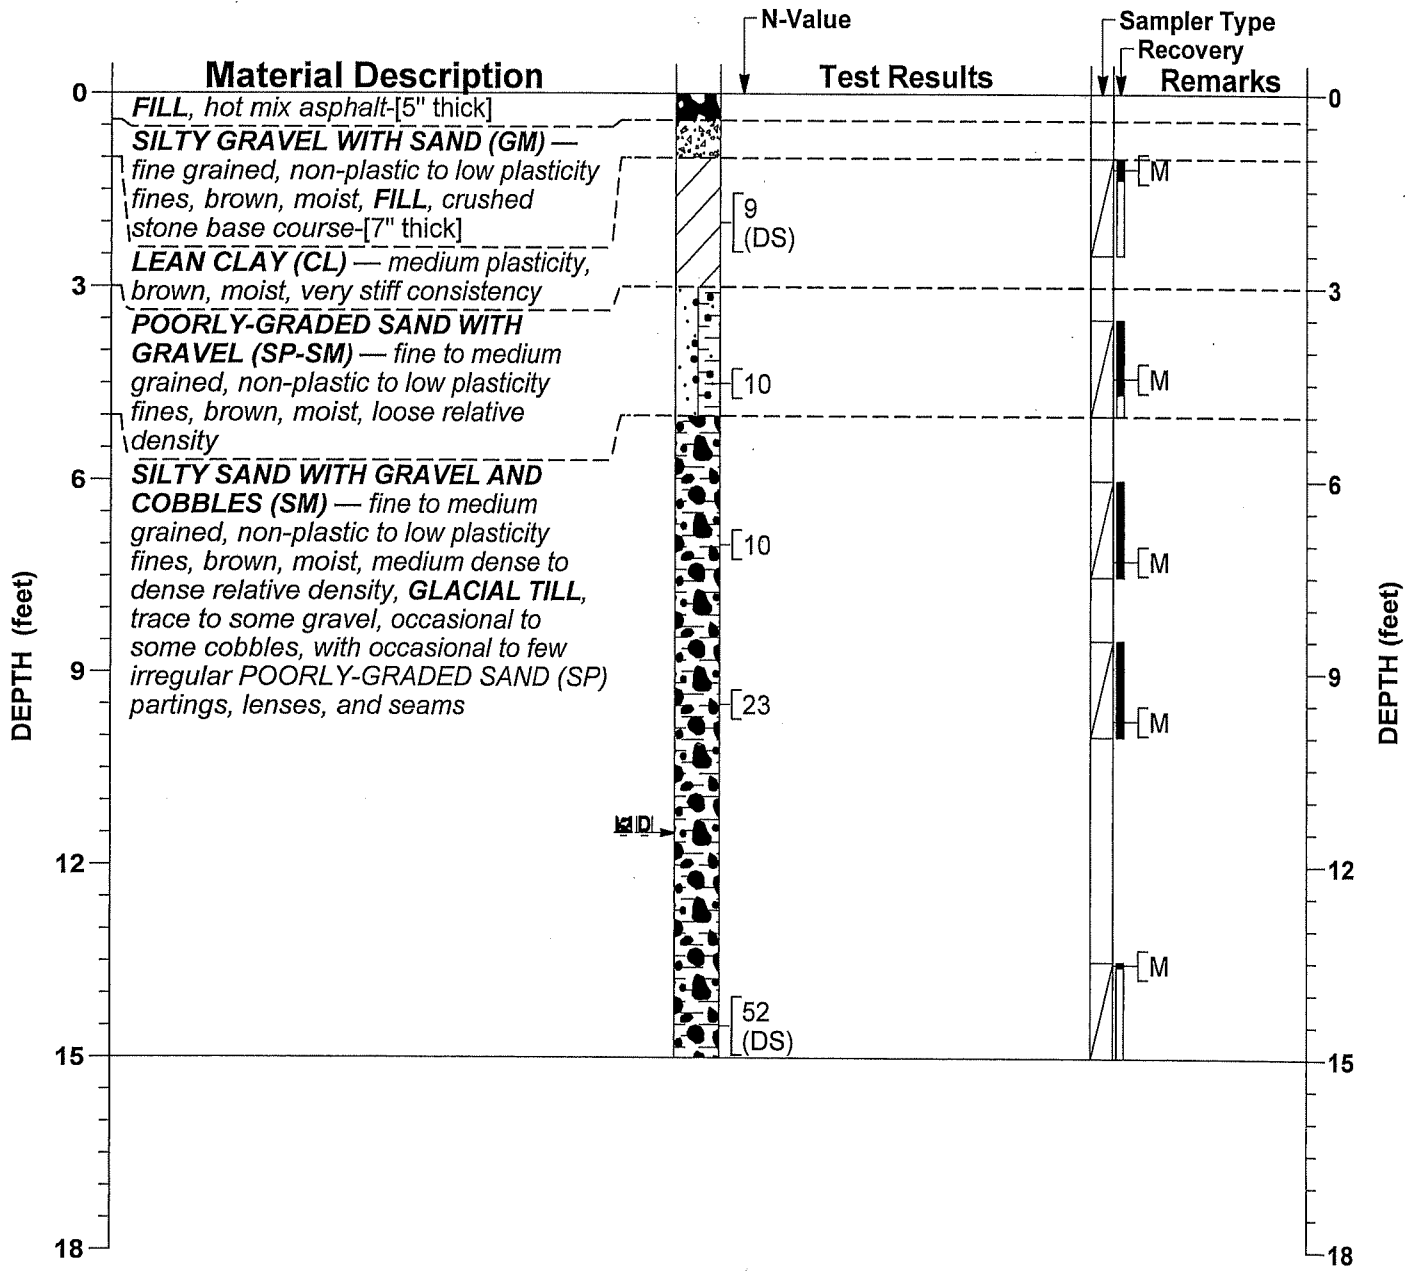 N-Value
Sampler Type
Recovery
Material Description
Test Results
Remarks
0
0
FILL, hot mix asphalt-[5" thick]
SILTY GRAVEL WITH SAND (GM) —
fine grained, non-plastic to low plasticity
fines, brown, moist, FILL, crushed
stone base course-[7" thick]
M
9
(DS)
LEAN CLAY (CL) — medium plasticity,
brown, moist, very stiff consistency
3
3
POORLY-GRADED SAND WITH
GRAVEL (SP-SM) — fine to medium
grained, non-plastic to low plasticity
fines, brown, moist, loose relative
density
10
M
SILTY SAND WITH GRAVEL AND
COBBLES (SM) — fine to medium
grained, non-plastic to low plasticity
fines, brown, moist, medium dense to
dense relative density, GLACIAL TILL,
trace to some gravel, occasional to
some cobbles, with occasional to few
irregular POORLY-GRADED SAND (SP)
partings, lenses, and seams
6
6
10
M
DEPTH (feet)
DEPTH (feet)
9
9
23
M
D
12
12
M
52
(DS)
15
15
18
18